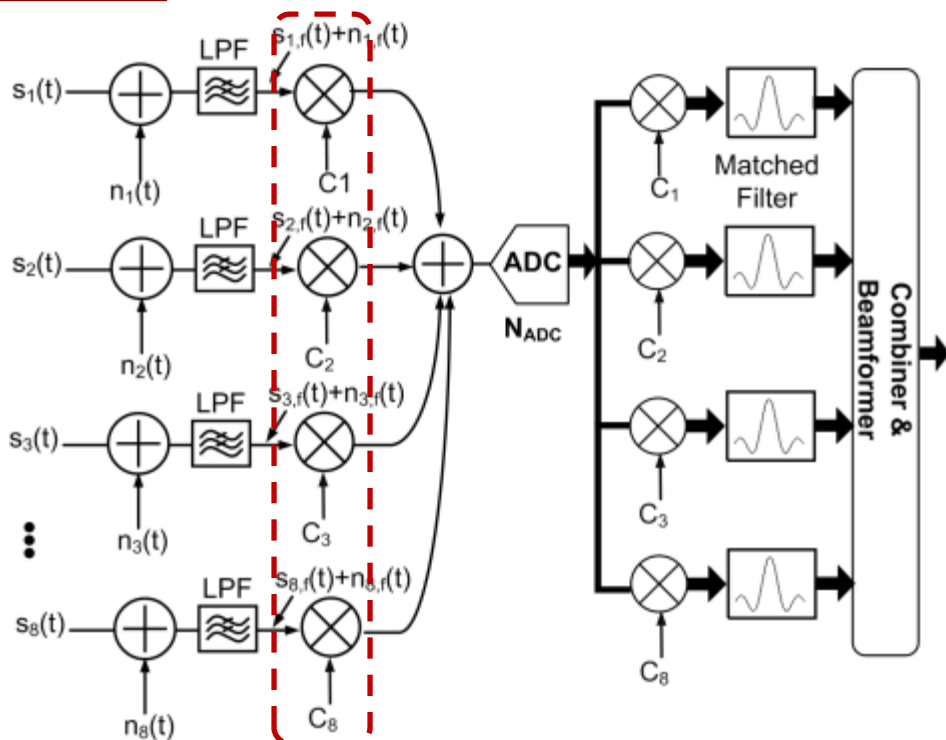 s1,f(t)+n1,f(t)
LPF
s1(t)
n1(t)
C1
C1
Matched
Filter
s2,f(t)+n2,f(t)
LPF
s2(t)
n2(t)
C2
ADC
NADC
C2
s3,f(t)+n3,f(t)
LPF
s3(t)
n3(t)
C3
C3
s8,f(t)+n8,f(t)
LPF
s8(t)
n8(t)
C8
C8
Combiner &
Beamformer